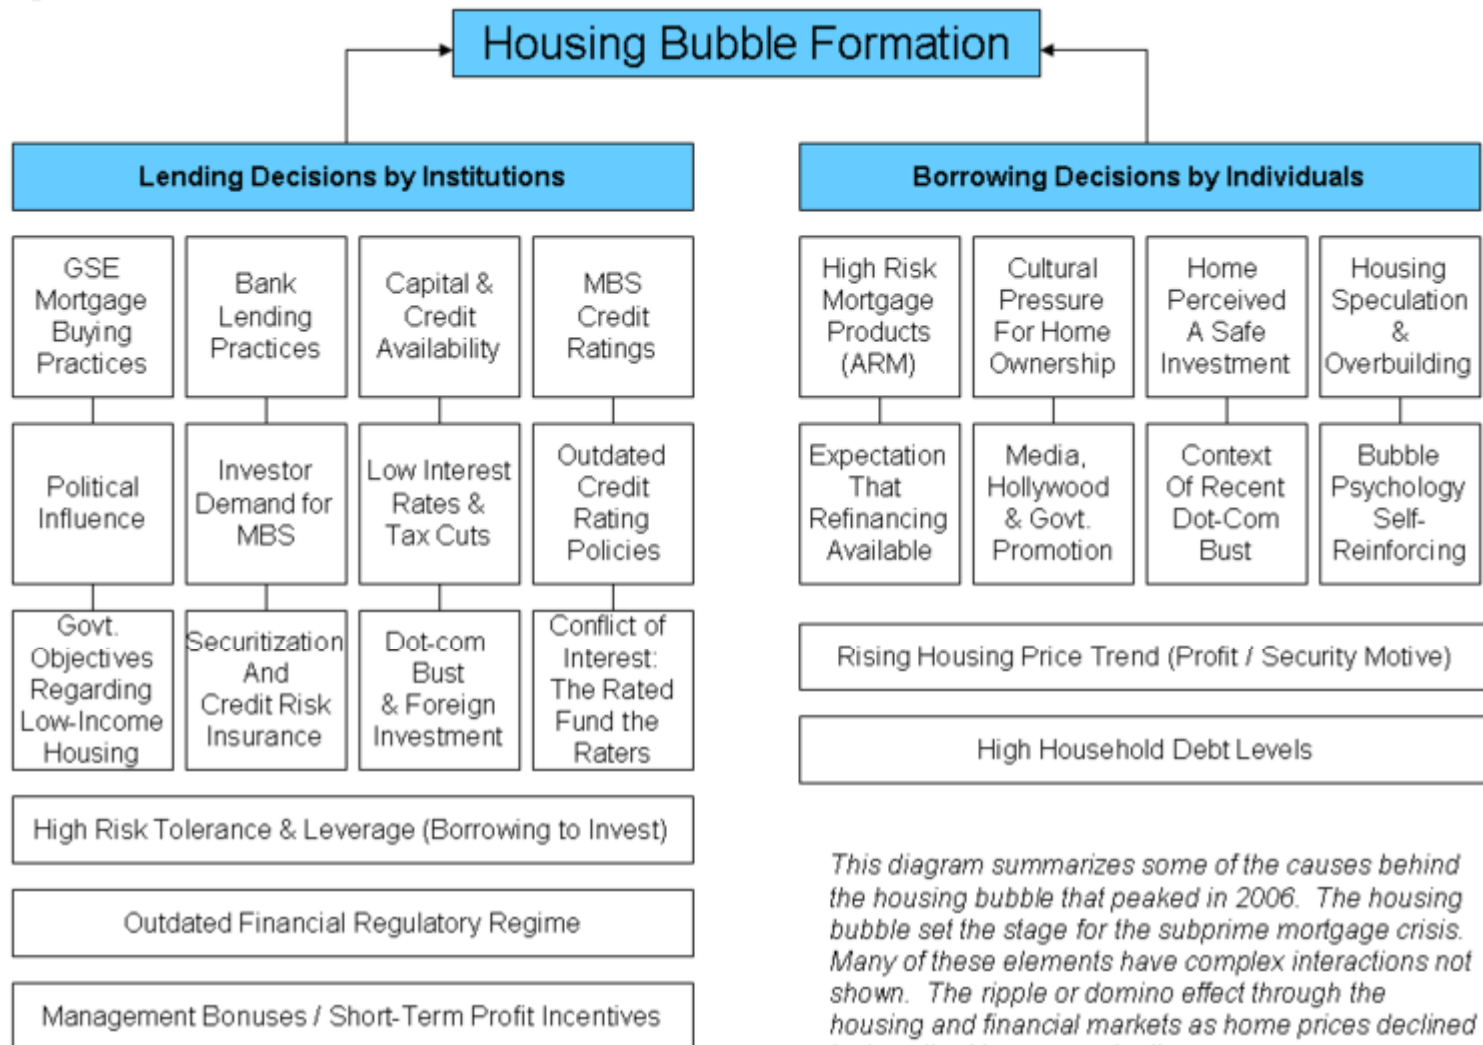 Housing Bubble Formation
Lending Decisions by Institutions
GSE
Mortgage
Buying
Practices
Bank
Lending
Practices
Capital &
Credit
Availability
MBS
Credit
Ratings
Political
Influence
Investor
Demand for
MBS
Low Interest
Rates &
Tax Cuts
Outdated
Credit
Rating
Policies
Govt.
Objectives
Regarding
Low-Income
Housing
Securitization
And
Credit Risk
Insurance
Dot-com
Bust
& Foreign
Investment
Conflict of
Interest:
The Rated
Fund the
Raters
High Risk Tolerance & Leverage (Borrowing to Invest)
Outdated Financial Regulatory Regime
Management Bonuses / Short-Term Profit Incentives
Borrowing Decisions by Individuals
High Risk
Mortgage
Products
(ARM)
Cultural
Pressure
For Home
Ownership
Home
Perceived
A Safe
Investment
Housing
Speculation
&
Overbuilding
Expectation
That
Refinancing
Available
Media,
Hollywood
& Govt.
Promotion
Context
Of Recent
Dot-Com
Bust
Bubble
Psychology
Self-
Reinforcing
Rising Housing Price Trend (Profit / Security Motive)
High Household Debt Levels
This diagram summarizes some of the causes behind
the housing bubble that peaked in 2006. The housing
bubble set the stage for the subprime mortgage crisis.
Many of these elements have complex interactions not
shown. The ripple or domino effect through the
housing and financial markets as home prices declined